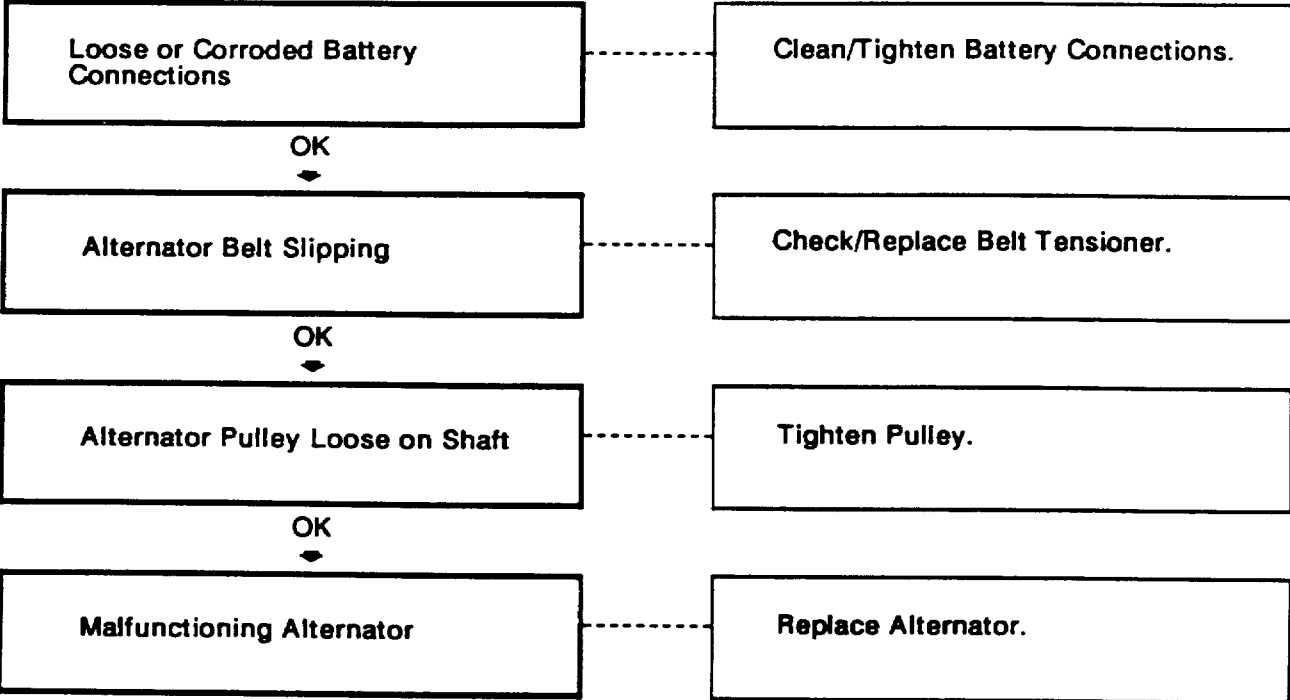 Loose or Corroded Battery
Connections
Clean/Tighten Battery Connections.
OK
Alternator Belt Slipping
Check/Replace Belt Tensioner.
OK
Alternator Pulley Loose on Shaft
Tighten Pulley.
OK
Malfunctioning Alternator
Replace Alternator.